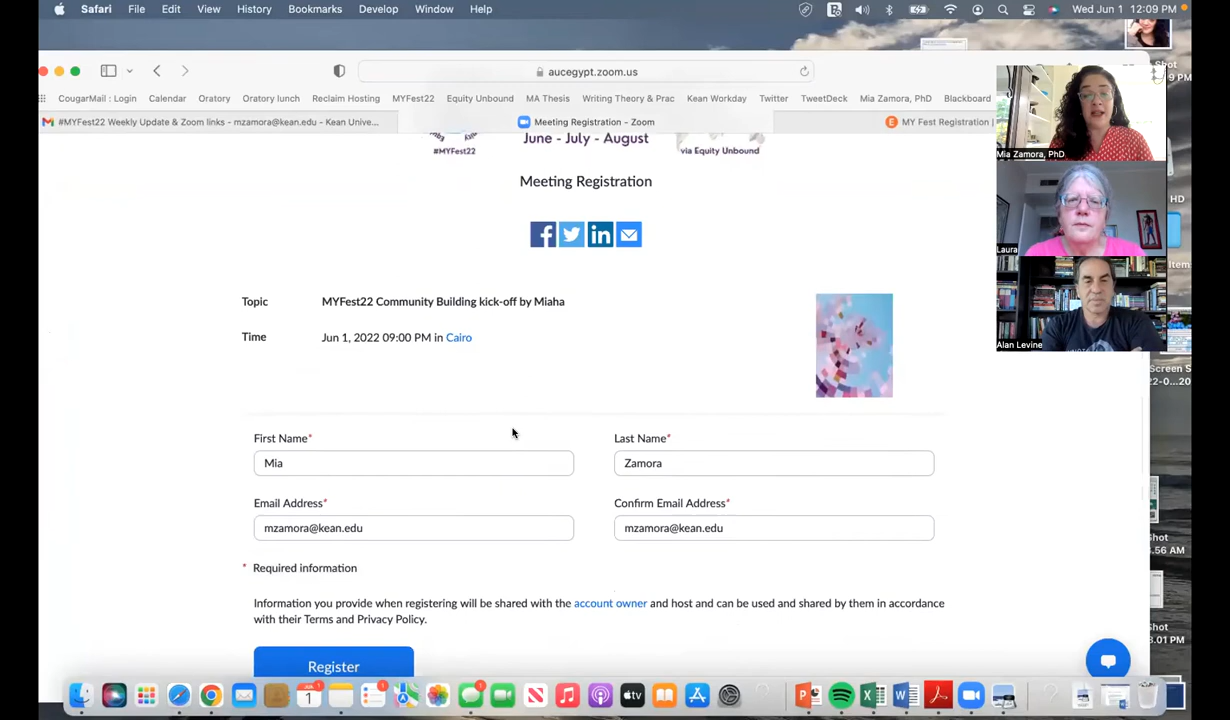 Safari File Edit View History Bookmarks Develop Window Help Wed Jun 1 12:09 PM
aucegypt.zoom.us
CougarMail : Login Calendar Oratory Oratory lunch Reclaim Hosting MYFest22 Equity Unbound MA Thesis Writing Theory & Prac Kean Workday Twitter TweetDeck Mia Zamora, PhD Blackboard
#MYFest22 Weekly Update & Zoom links - mzamora@kean.edu - Kean Unive... Meeting Registration - Zoom MY Fest Registration |
June - July - August
#MYFest22 via Equity Unbound
Mia Zamora, PhD
Meeting Registration
Laura
Topic MYFest22 Community Building kick-off by Miaha
Time Jun 1, 2022 09:00 PM in Cairo
Alan Levine
First Name* Last Name*
Mia Zamora
Email Address* Confirm Email Address*
mzamora@kean.edu mzamora@kean.edu
* Required information
Information you provide when registering will be shared with the account owner and host and can be used and shared by them in accordance
with their Terms and Privacy Policy.
Register
Shot
HD
Item
Screen S
Shot
Shot